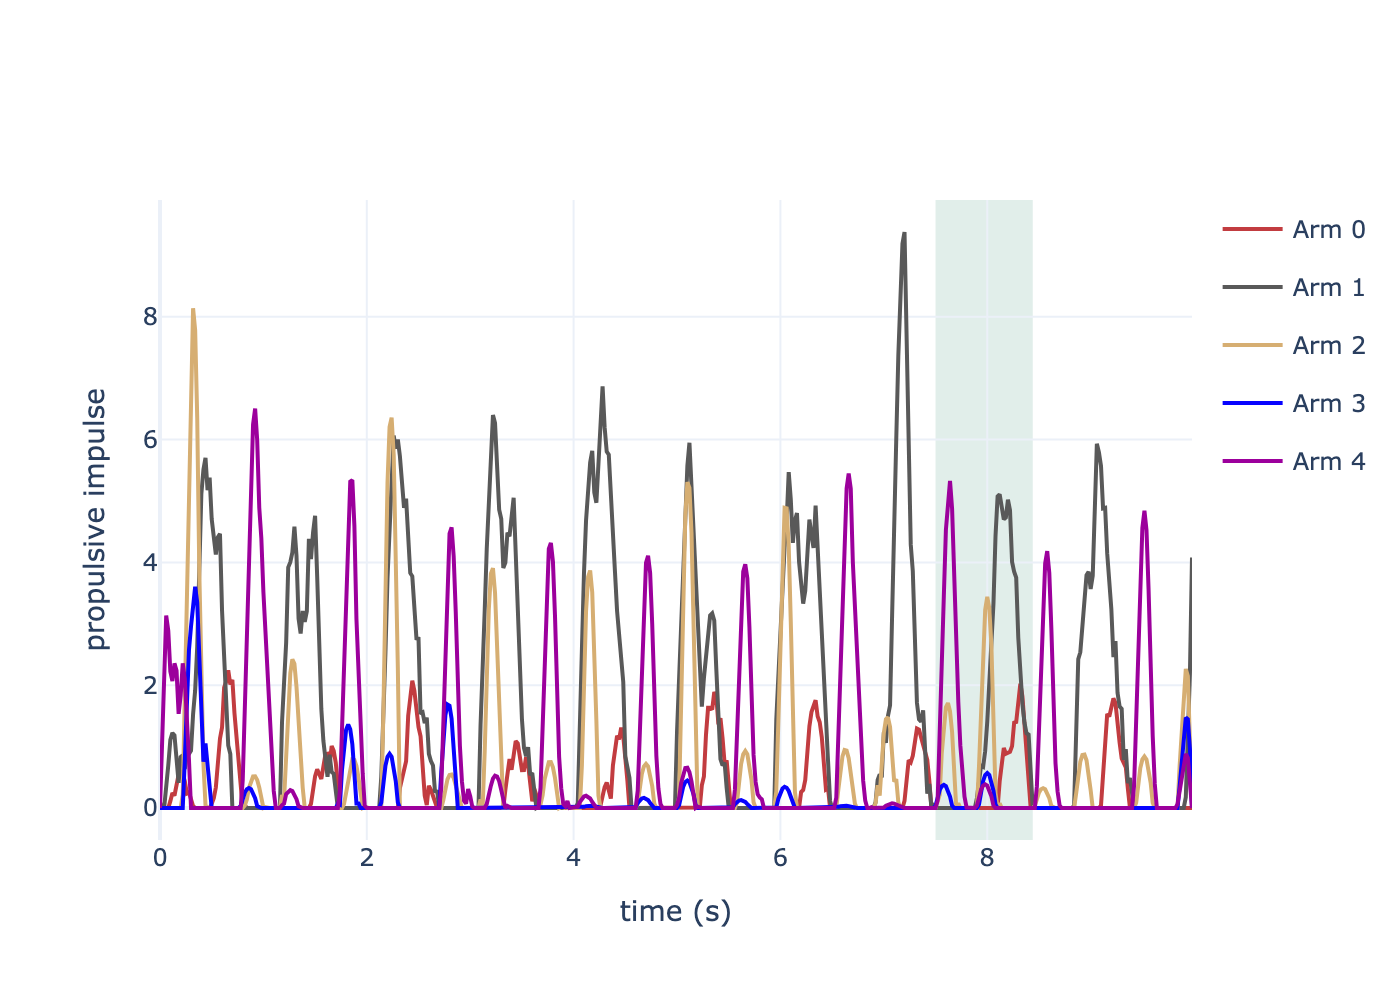 propulsive impulse
8
6
4
2
0
0 2 4 6 8
time (s)
Arm 0
Arm 1
Arm 2
Arm 3
Arm 4